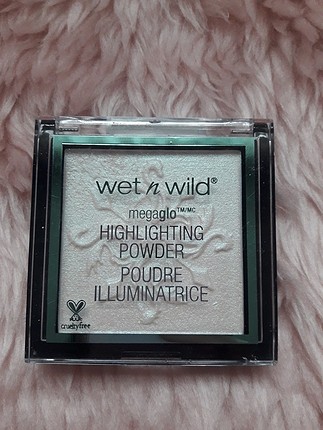 wet n wild®
megaglo™/MC
HIGHLIGHTING
POWDER
POUDRE
ILLUMINATRICE
crueltyfree